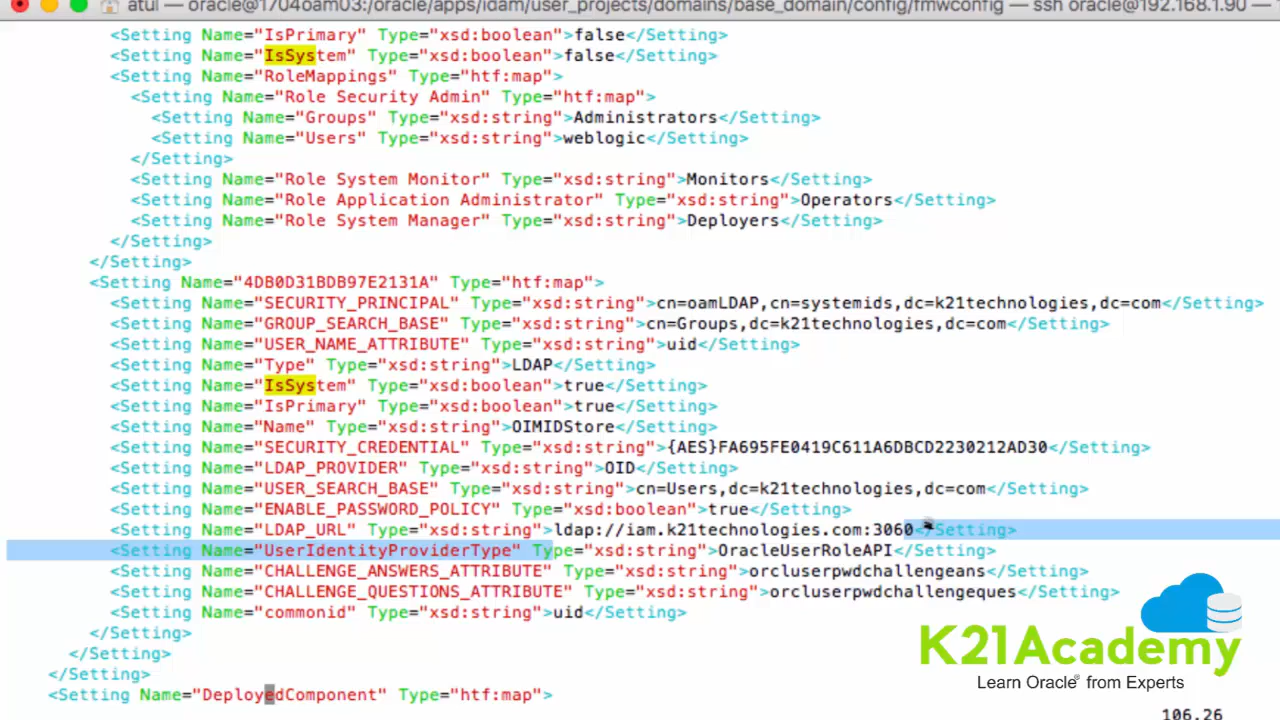 atul — oracle@1704oam03:/oracle/apps/idam/user_projects/domains/base_domain/config/fmwconfig — ssh oracle@192.168.1.90 —
<Setting Name="IsPrimary" Type="xsd:boolean">false</Setting>
<Setting Name="IsSystem" Type="xsd:boolean">false</Setting>
<Setting Name="RoleMappings" Type="htf:map">
<Setting Name="Role Security Admin" Type="htf:map">
<Setting Name="Groups" Type="xsd:string">Administrators</Setting>
<Setting Name="Users" Type="xsd:string">weblogic</Setting>
</Setting>
<Setting Name="Role System Monitor" Type="xsd:string">Monitors</Setting>
<Setting Name="Role Application Administrator" Type="xsd:string">Operators</Setting>
<Setting Name="Role System Manager" Type="xsd:string">Deployers</Setting>
</Setting>
</Setting>
<Setting Name="4DB0D31BDB97E2131A" Type="htf:map">
<Setting Name="SECURITY_PRINCIPAL" Type="xsd:string">cn=oamLDAP,cn=systemids,dc=k21technologies,dc=com</Setting>
<Setting Name="GROUP_SEARCH_BASE" Type="xsd:string">cn=Groups,dc=k21technologies,dc=com</Setting>
<Setting Name="USER_NAME_ATTRIBUTE" Type="xsd:string">uid</Setting>
<Setting Name="Type" Type="xsd:string">LDAP</Setting>
<Setting Name="IsSystem" Type="xsd:boolean">true</Setting>
<Setting Name="IsPrimary" Type="xsd:boolean">true</Setting>
<Setting Name="Name" Type="xsd:string">OIMIDStore</Setting>
<Setting Name="SECURITY_CREDENTIAL" Type="xsd:string">{AES}FA695FE0419C611A6DBCD2230212AD30</Setting>
<Setting Name="LDAP_PROVIDER" Type="xsd:string">OID</Setting>
<Setting Name="USER_SEARCH_BASE" Type="xsd:string">cn=Users,dc=k21technologies,dc=com</Setting>
<Setting Name="ENABLE_PASSWORD_POLICY" Type="xsd:boolean">true</Setting>
<Setting Name="LDAP_URL" Type="xsd:string">ldap://iam.k21technologies.com:3060</Setting>
<Setting Name="UserIdentityProviderType" Type="xsd:string">OracleUserRoleAPI</Setting>
<Setting Name="CHALLENGE_ANSWERS_ATTRIBUTE" Type="xsd:string">orcluserpwdchallengeans</Setting>
<Setting Name="CHALLENGE_QUESTIONS_ATTRIBUTE" Type="xsd:string">orcluserpwdchallengeques</Setting>
<Setting Name="commonid" Type="xsd:string">uid</Setting>
</Setting>
</Setting>
</Setting>
<Setting Name="DeployedComponent" Type="htf:map">
106,26
K21Academy
Learn Oracle® from Experts